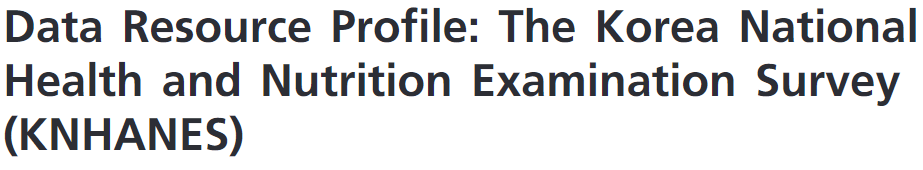 Data Resource Profile: The Korea National
Health and Nutrition Examination Survey
(KNHANES)